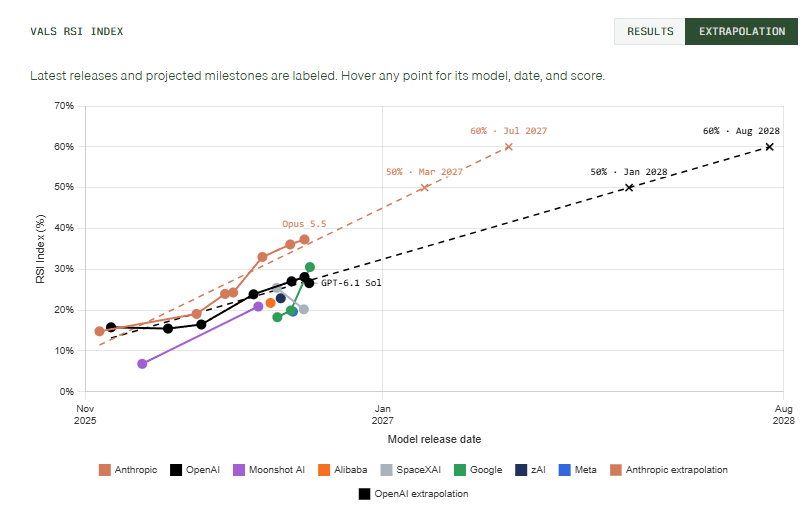 VALS RSI INDEX
RESULTS
EXTRAPOLATION
Latest releases and projected milestones are labeled. Hover any point for its model, date, and score.
70%
60% · Jul 2027
60% · Aug 2028
60%
50% · Mar 2027
50% · Jan 2028
50%
Opus 5.5
40%
30%
GPT-6.1 Sol
20%
10%
0%
RSI Index (%)
Nov
2025
Jan
2027
Aug
2028
Model release date
Anthropic
OpenAI
Moonshot AI
Alibaba
SpaceXAI
Google
zAI
Meta
Anthropic extrapolation
OpenAI extrapolation